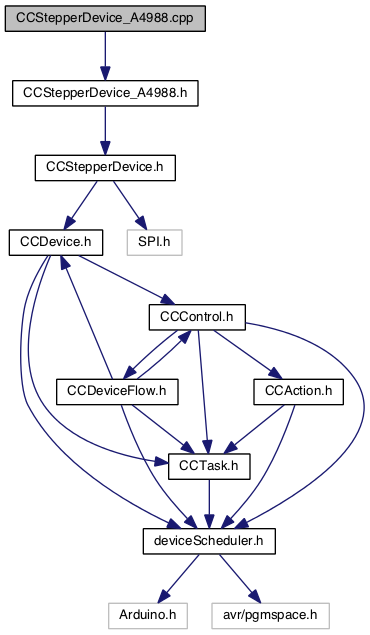 CCStepperDevice_A4988.cpp
CCStepperDevice_A4988.h
CCStepperDevice.h
CCDevice.h
SPI.h
CCControl.h
CCDeviceFlow.h
CCAction.h
CCTask.h
deviceScheduler.h
Arduino.h
avr/pgmspace.h